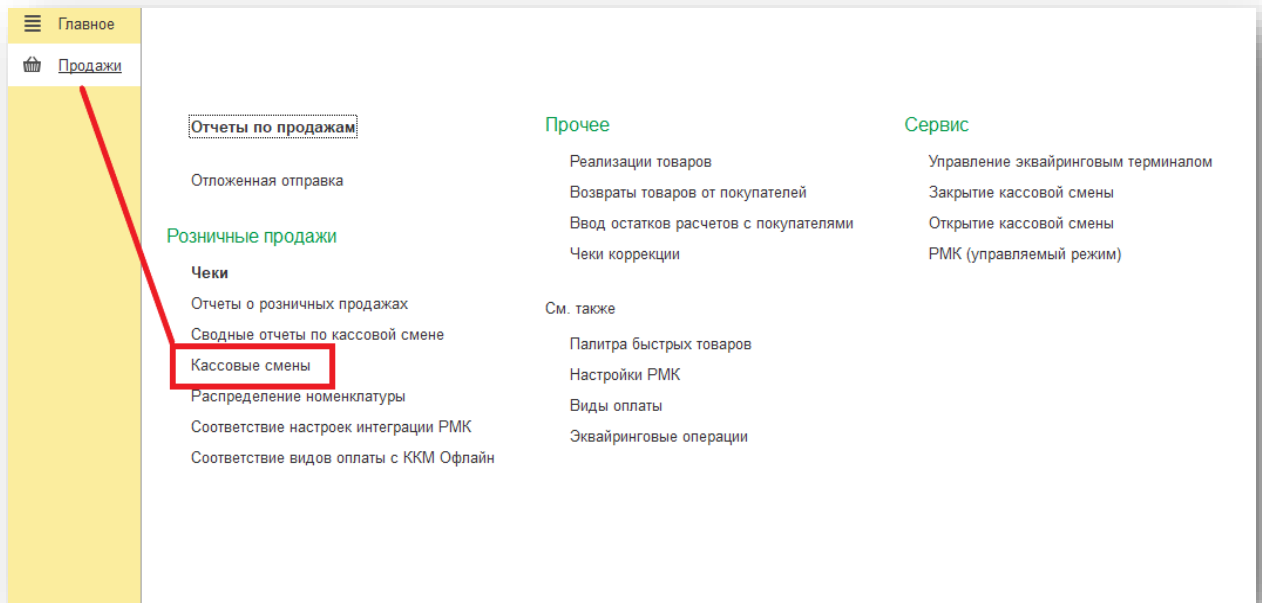 Главное
Продажи
Отчеты по продажам
Отложенная отправка
Розничные продажи
Чеки
Отчеты о розничных продажах
Сводные отчеты по кассовой смене
Кассовые смены
Распределение номенклатуры
Соответствие настроек интеграции РМК
Соответствие видов оплаты с ККМ Офлайн
Прочее
Реализации товаров
Возвраты товаров от покупателей
Ввод остатков расчетов с покупателями
Чеки коррекции
См. также
Палитра быстрых товаров
Настройки РМК
Виды оплаты
Эквайринговые операции
Сервис
Управление эквайринговым терминалом
Закрытие кассовой смены
Открытие кассовой смены
РМК (управляемый режим)